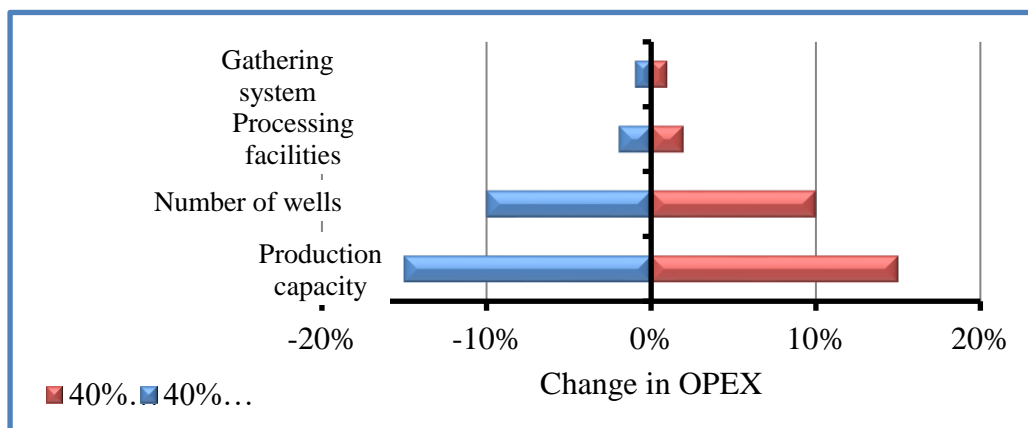 Gathering
system
Processing
facilities
Number of wells
Production
capacity
-20% -10% 0% 10% 20%
Change in OPEX
40%… 40%…